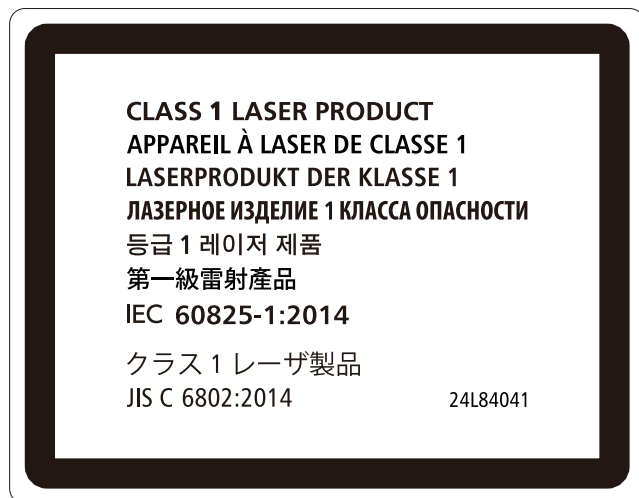 CLASS 1 LASER PRODUCT
APPAREIL À LASER DE CLASSE 1
LASERPRODUKT DER KLASSE 1
ЛАЗЕРНОЕ ИЗДЕЛИЕ 1 КЛАССА ОПАСНОСТИ
등급 1 레이저 제품
第一級雷射產品
IEC 60825-1:2014
クラス 1 レーザ製品
JIS C 6802:2014 24L84041